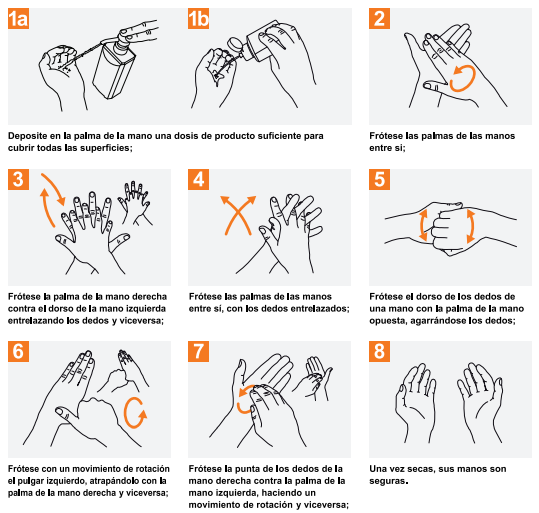 1a
1b
Deposite en la palma de la mano una dosis de producto suficiente para
cubrir todas las superficies;
2
Frótese las palmas de las manos
entre sí;
3
Frótese la palma de la mano derecha
contra el dorso de la mano izquierda
entrelazando los dedos y viceversa;
4
Frótese las palmas de las manos
entre sí, con los dedos entrelazados;
5
Frótese el dorso de los dedos de
una mano con la palma de la mano
opuesta, agarrándose los dedos;
6
Frótese con un movimiento de rotación
el pulgar izquierdo, atrapándolo con la
palma de la mano derecha y viceversa;
7
Frótese la punta de los dedos de la
mano derecha contra la palma de la
mano izquierda, haciendo un
movimiento de rotación y viceversa;
8
Una vez secas, sus manos son
seguras.